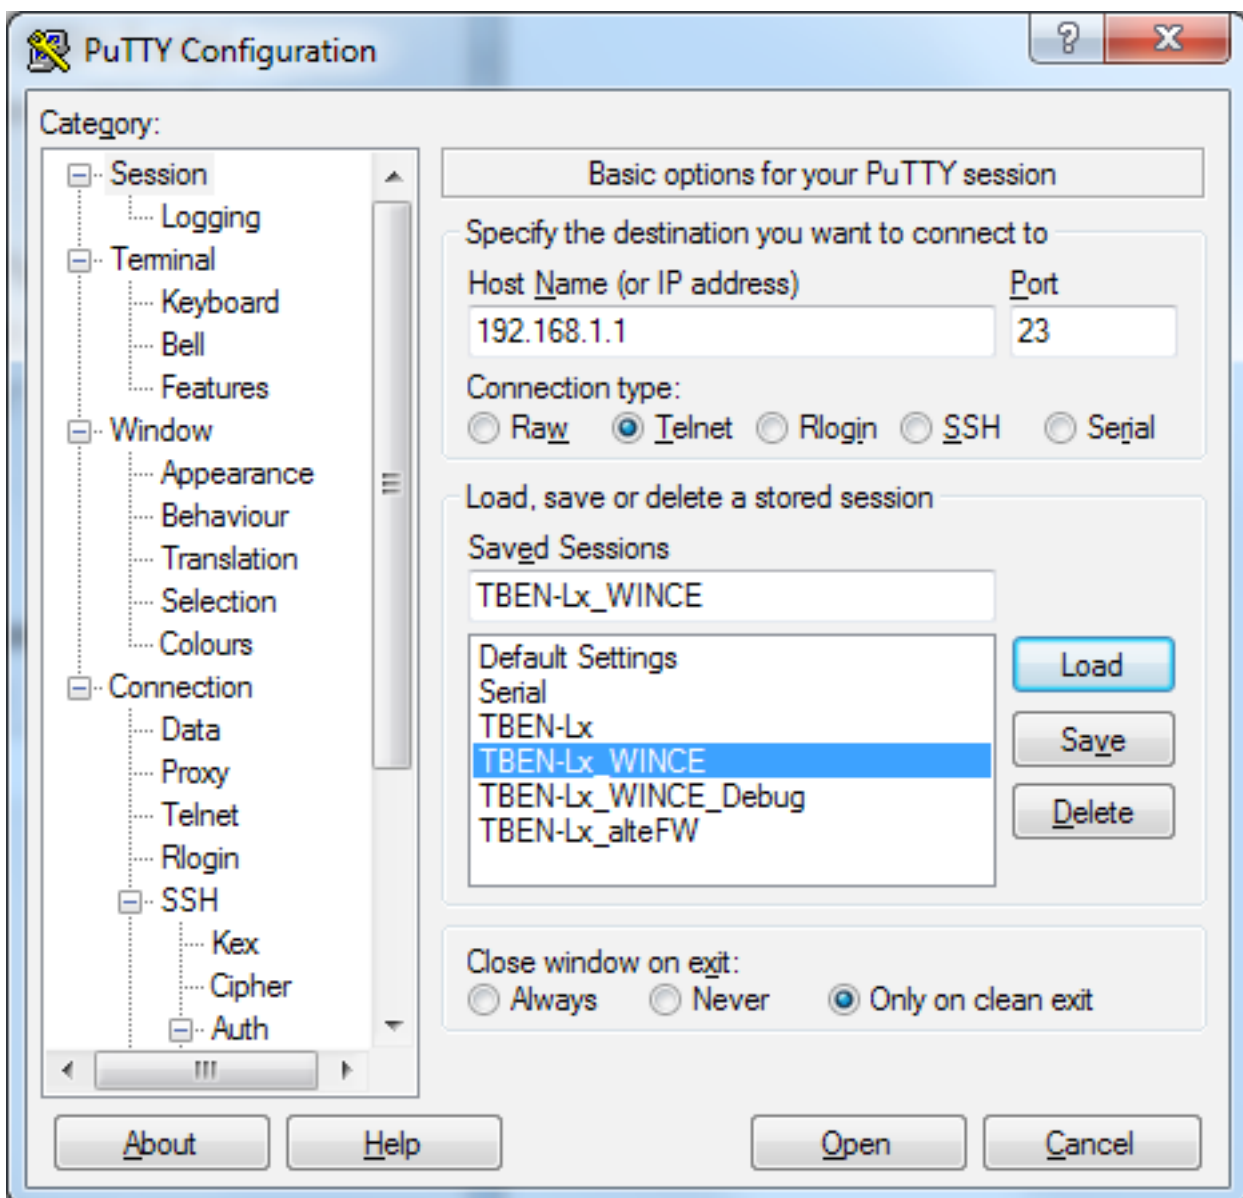 PuTTY Configuration
Category:
Session
Logging
Terminal
Keyboard
Bell
Features
Window
Appearance
Behaviour
Translation
Selection
Colours
Connection
Data
Proxy
Telnet
Rlogin
SSH
Kex
Cipher
Auth
Basic options for your PuTTY session
Specify the destination you want to connect to
Host Name (or IP address) Port
192.168.1.1 23
Connection type:
Raw Telnet Rlogin SSH Serial
Load, save or delete a stored session
Saved Sessions
TBEN-Lx_WINCE
Default Settings
Serial
TBEN-Lx
TBEN-Lx_WINCE
TBEN-Lx_WINCE_Debug
TBEN-Lx_alteFW
Load
Save
Delete
Close window on exit:
Always Never Only on clean exit
About Help Open Cancel